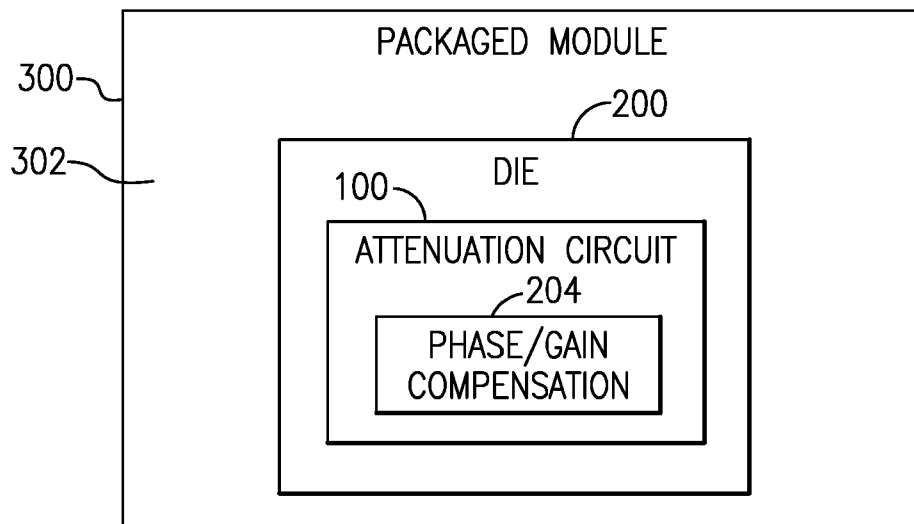 PACKAGED MODULE
300
200
302
DIE
100
ATTENUATION CIRCUIT
204
PHASE/GAIN
COMPENSATION